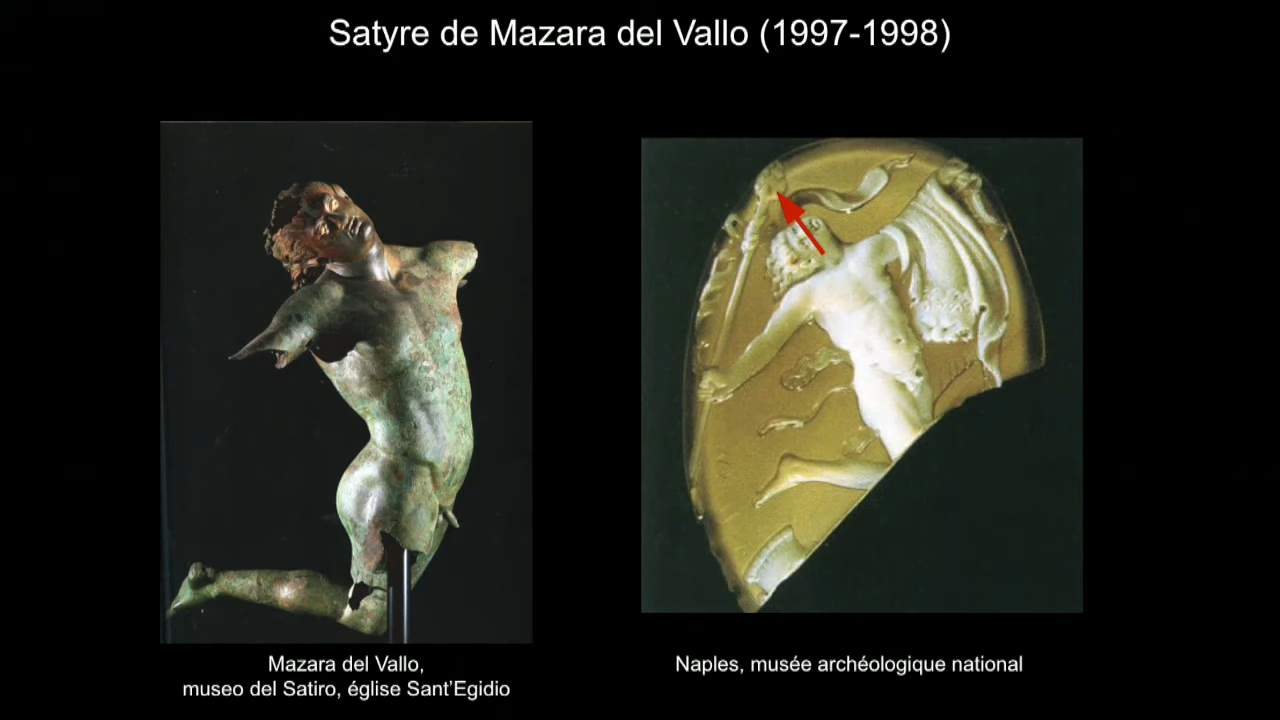 Satyre de Mazara del Vallo (1997-1998)
Mazara del Vallo,
museo del Satiro, église Sant'Egidio
Naples, musée archéologique national